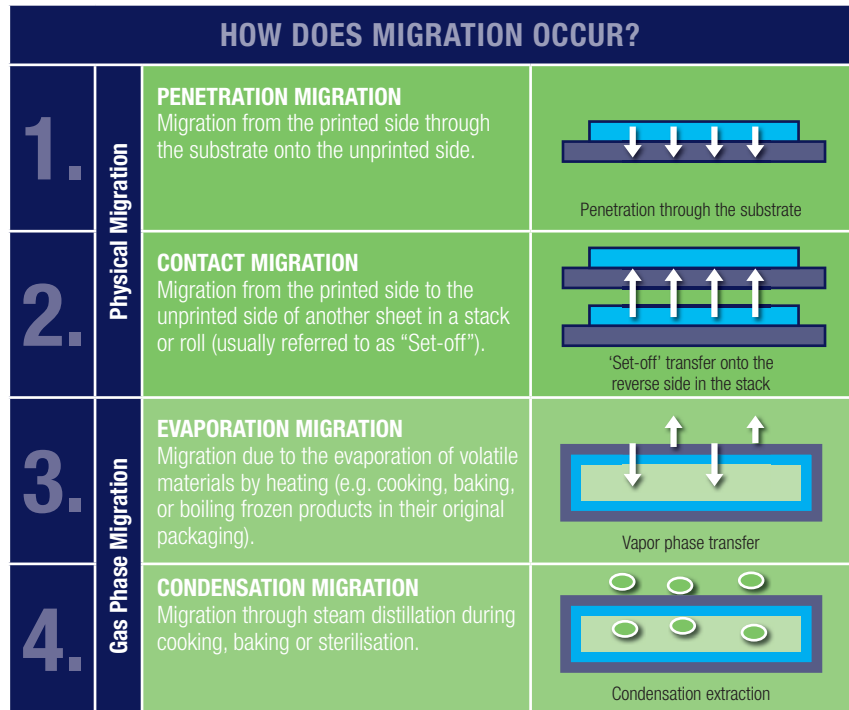 HOW DOES MIGRATION OCCUR?
1.
Physical Migration
PENETRATION MIGRATION
Migration from the printed side through
the substrate onto the unprinted side.
Penetration through the substrate
2.
CONTACT MIGRATION
Migration from the printed side to the
unprinted side of another sheet in a stack
or roll (usually referred to as “Set-off”).
‘Set-off’ transfer onto the
reverse side in the stack
3.
Gas Phase Migration
EVAPORATION MIGRATION
Migration due to the evaporation of volatile
materials by heating (e.g. cooking, baking,
or boiling frozen products in their original
packaging).
Vapor phase transfer
4.
CONDENSATION MIGRATION
Migration through steam distillation during
cooking, baking or sterilisation.
Condensation extraction